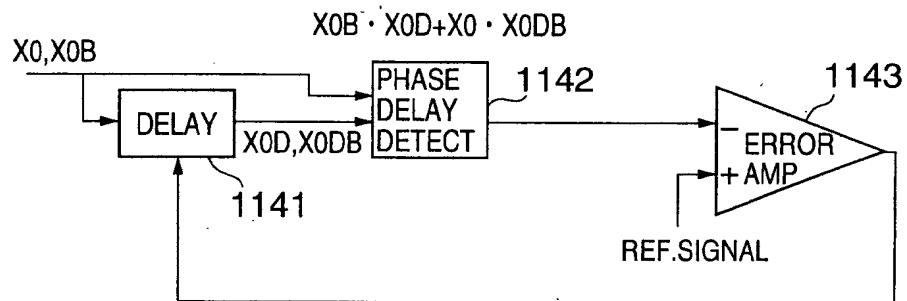 X0B · X0D+X0 · X0DB
X0,X0B
PHASE
DELAY
DETECT
1142
1143
DELAY
X0D,X0DB
1141
−
ERROR
+ AMP
REF.SIGNAL